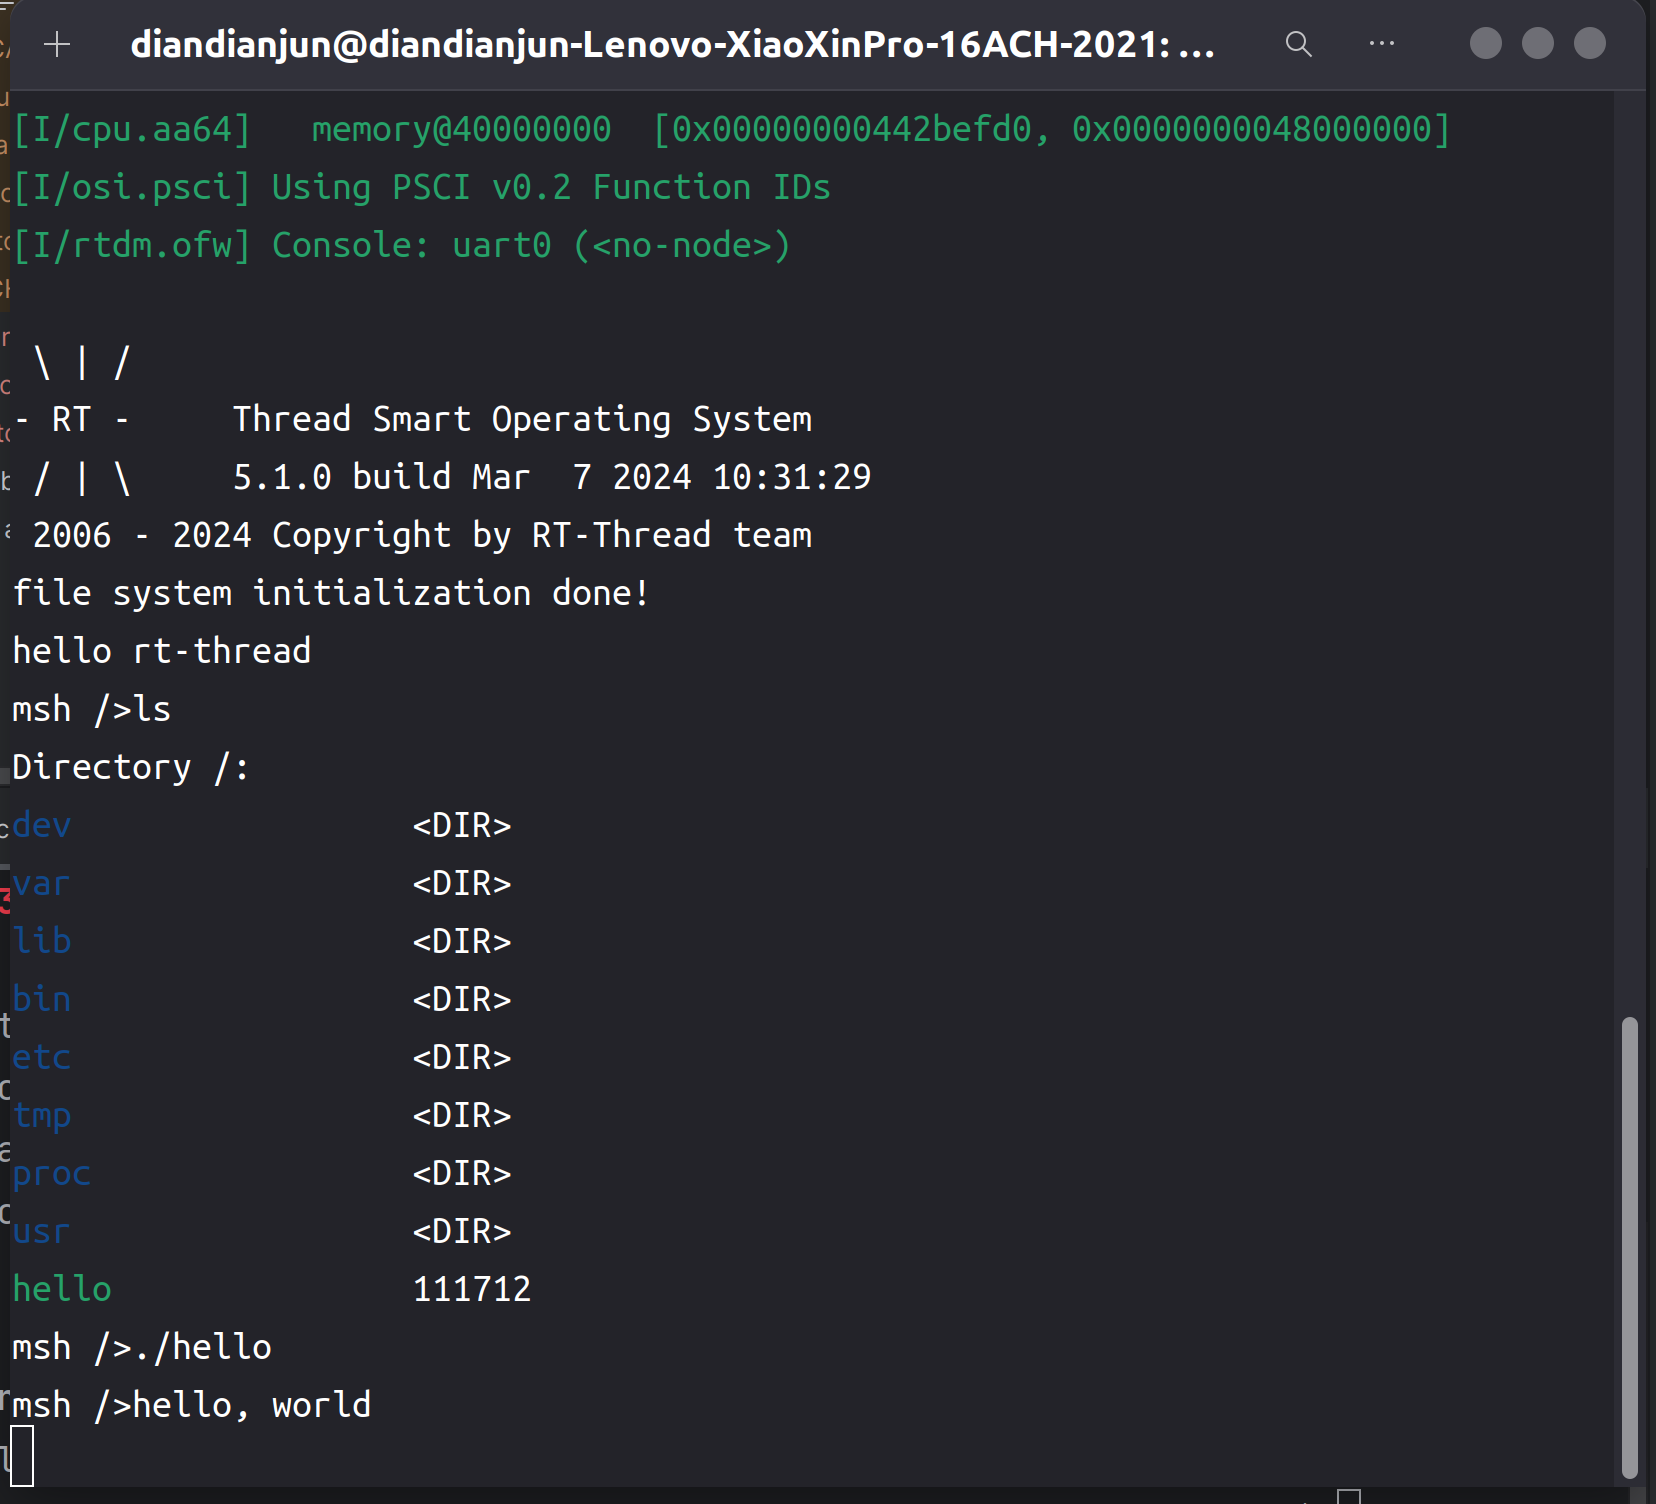 diandianjun@diandianjun-Lenovo-XiaoXinPro-16ACH-2021: ...
[I/cpu.aa64]   memory@40000000  [0x00000000442befd0, 0x0000000048000000]
[I/osi.psci] Using PSCI v0.2 Function IDs
[I/rtdm.ofw] Console: uart0 (<no-node>)
 \ | /
- RT -     Thread Smart Operating System
 / | \     5.1.0 build Mar  7 2024 10:31:29
 2006 - 2024 Copyright by RT-Thread team
file system initialization done!
hello rt-thread
msh />ls
Directory /:
dev                 <DIR>
var                 <DIR>
lib                 <DIR>
bin                 <DIR>
etc                 <DIR>
tmp                 <DIR>
proc                <DIR>
usr                 <DIR>
hello               111712
msh />./hello
msh />hello, world